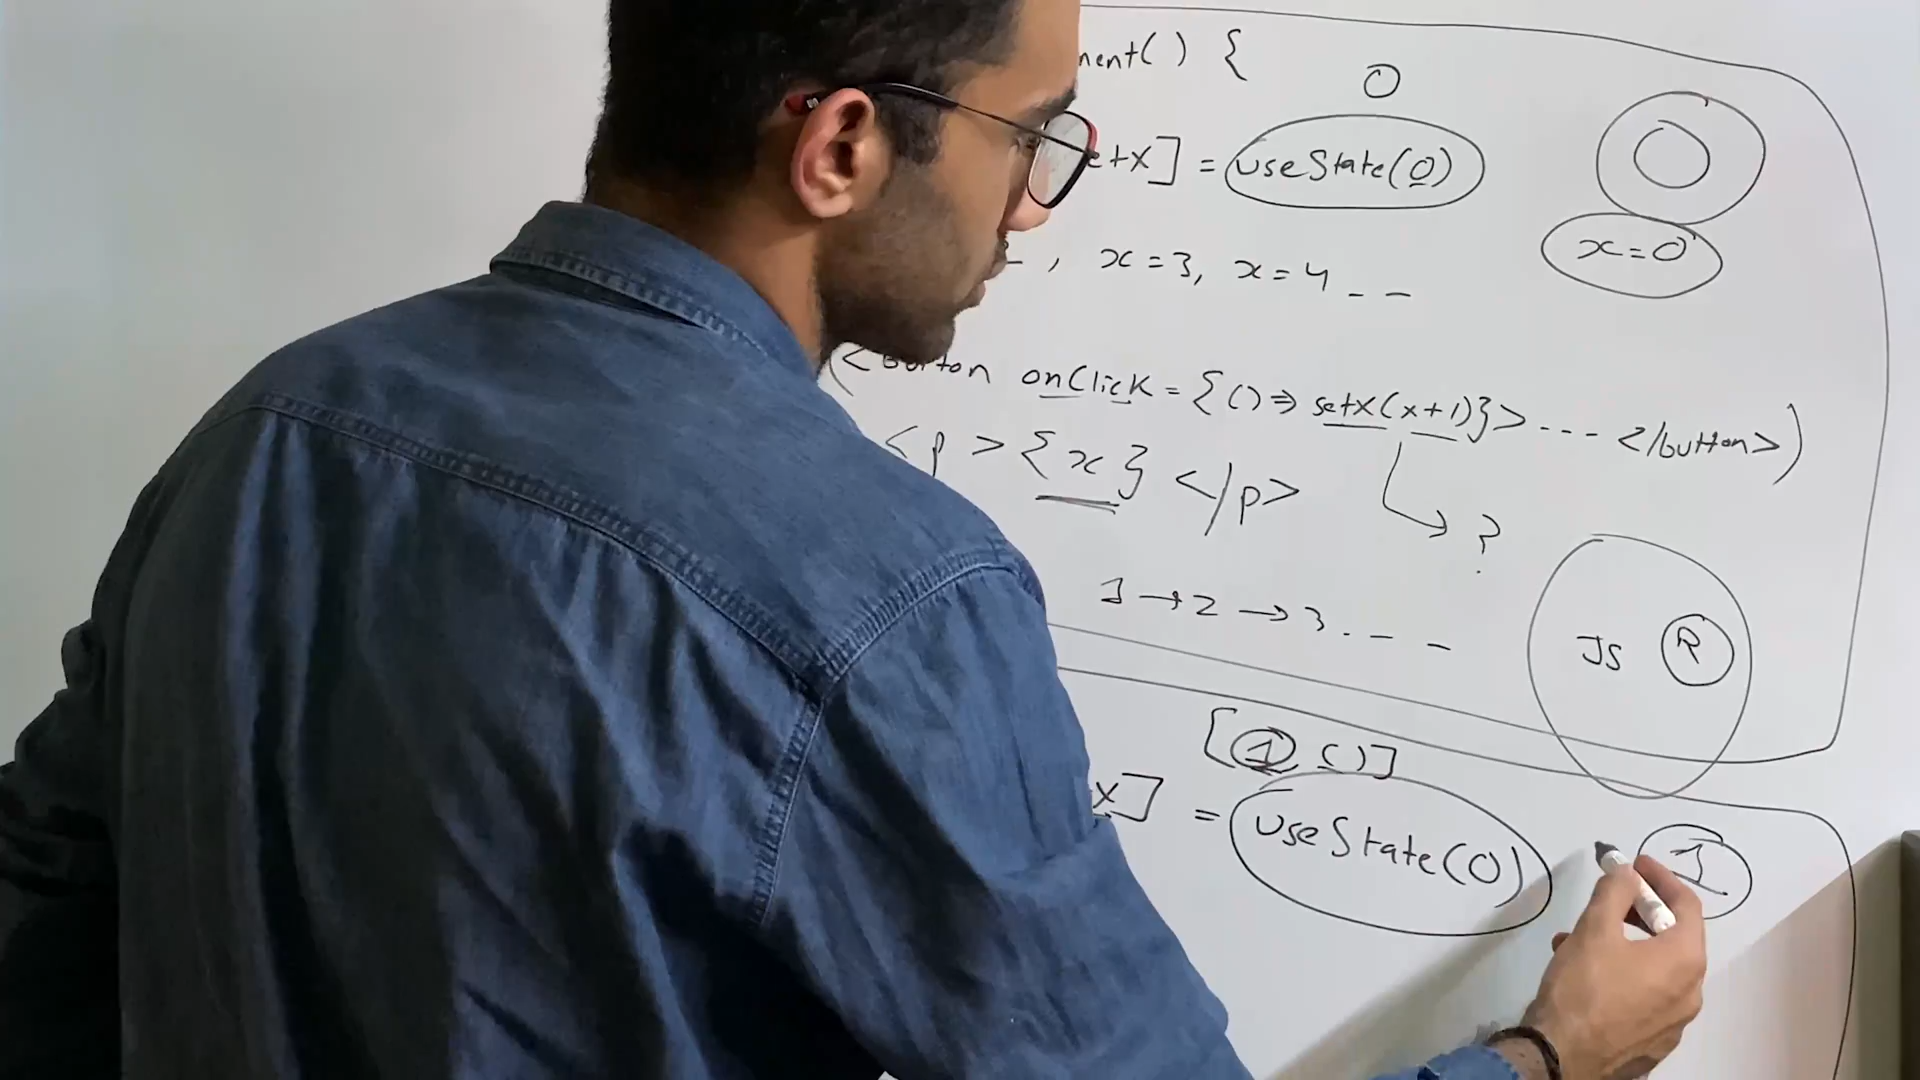 nent( ) {
0
etX] = useState(0)
x=0
, x=3, x=4 _ _
(<button onClick = {()=> setX(x+1)}> ---- </button>)
<p>{x}</p>
?
1→2→3.- -
JS R
[1, ()]
x] = useState(0)
1